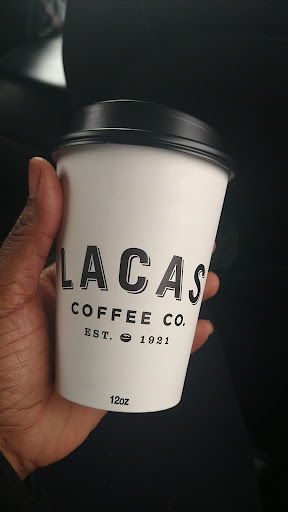 LACAS
COFFEE CO.
EST. 1921
12oz